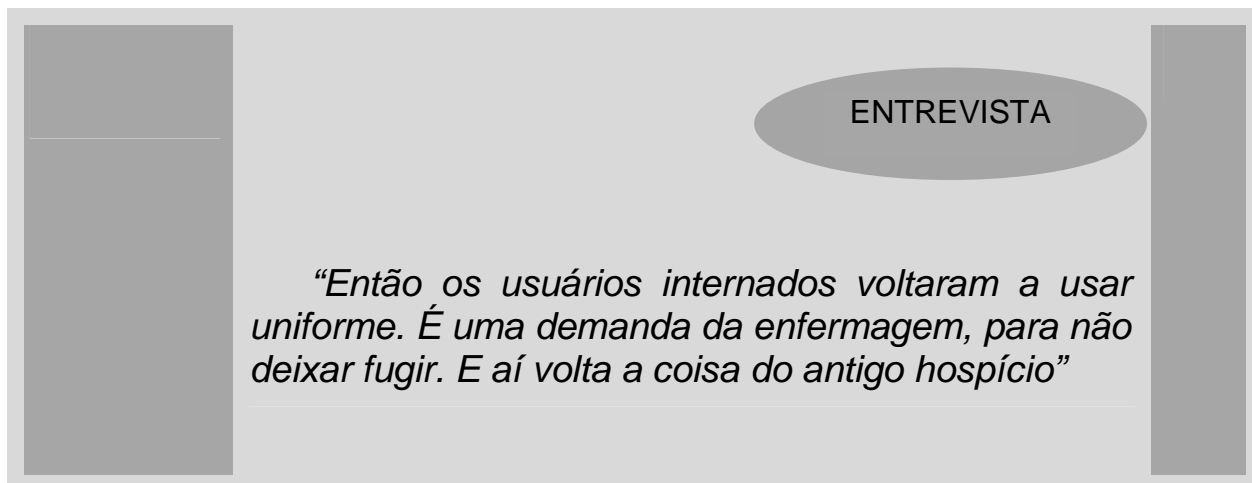 ENTREVISTA
“Então os usuários internados voltaram a usar
uniforme. É uma demanda da enfermagem, para não
deixar fugir. E aí volta a coisa do antigo hospício”